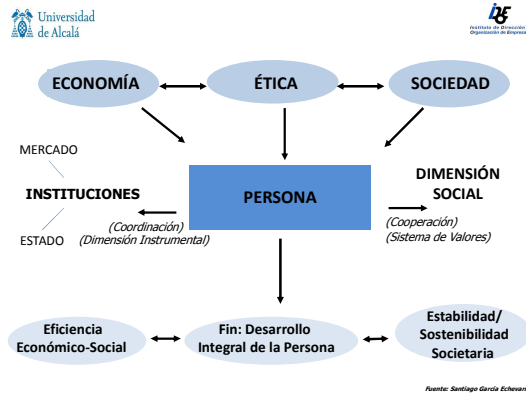 Universidad
de Alcalá
Instituto de Dirección
Organización de Empresa
ECONOMÍA
ÉTICA
SOCIEDAD
MERCADO
INSTITUCIONES
ESTADO
(Coordinación)
(Dimensión Instrumental)
PERSONA
DIMENSIÓN
SOCIAL
(Cooperación)
(Sistema de Valores)
Eficiencia
Económico-Social
Fin: Desarrollo
Integral de la Persona
Estabilidad/
Sostenibilidad
Societaria
Fuente: Santiago García Echevar